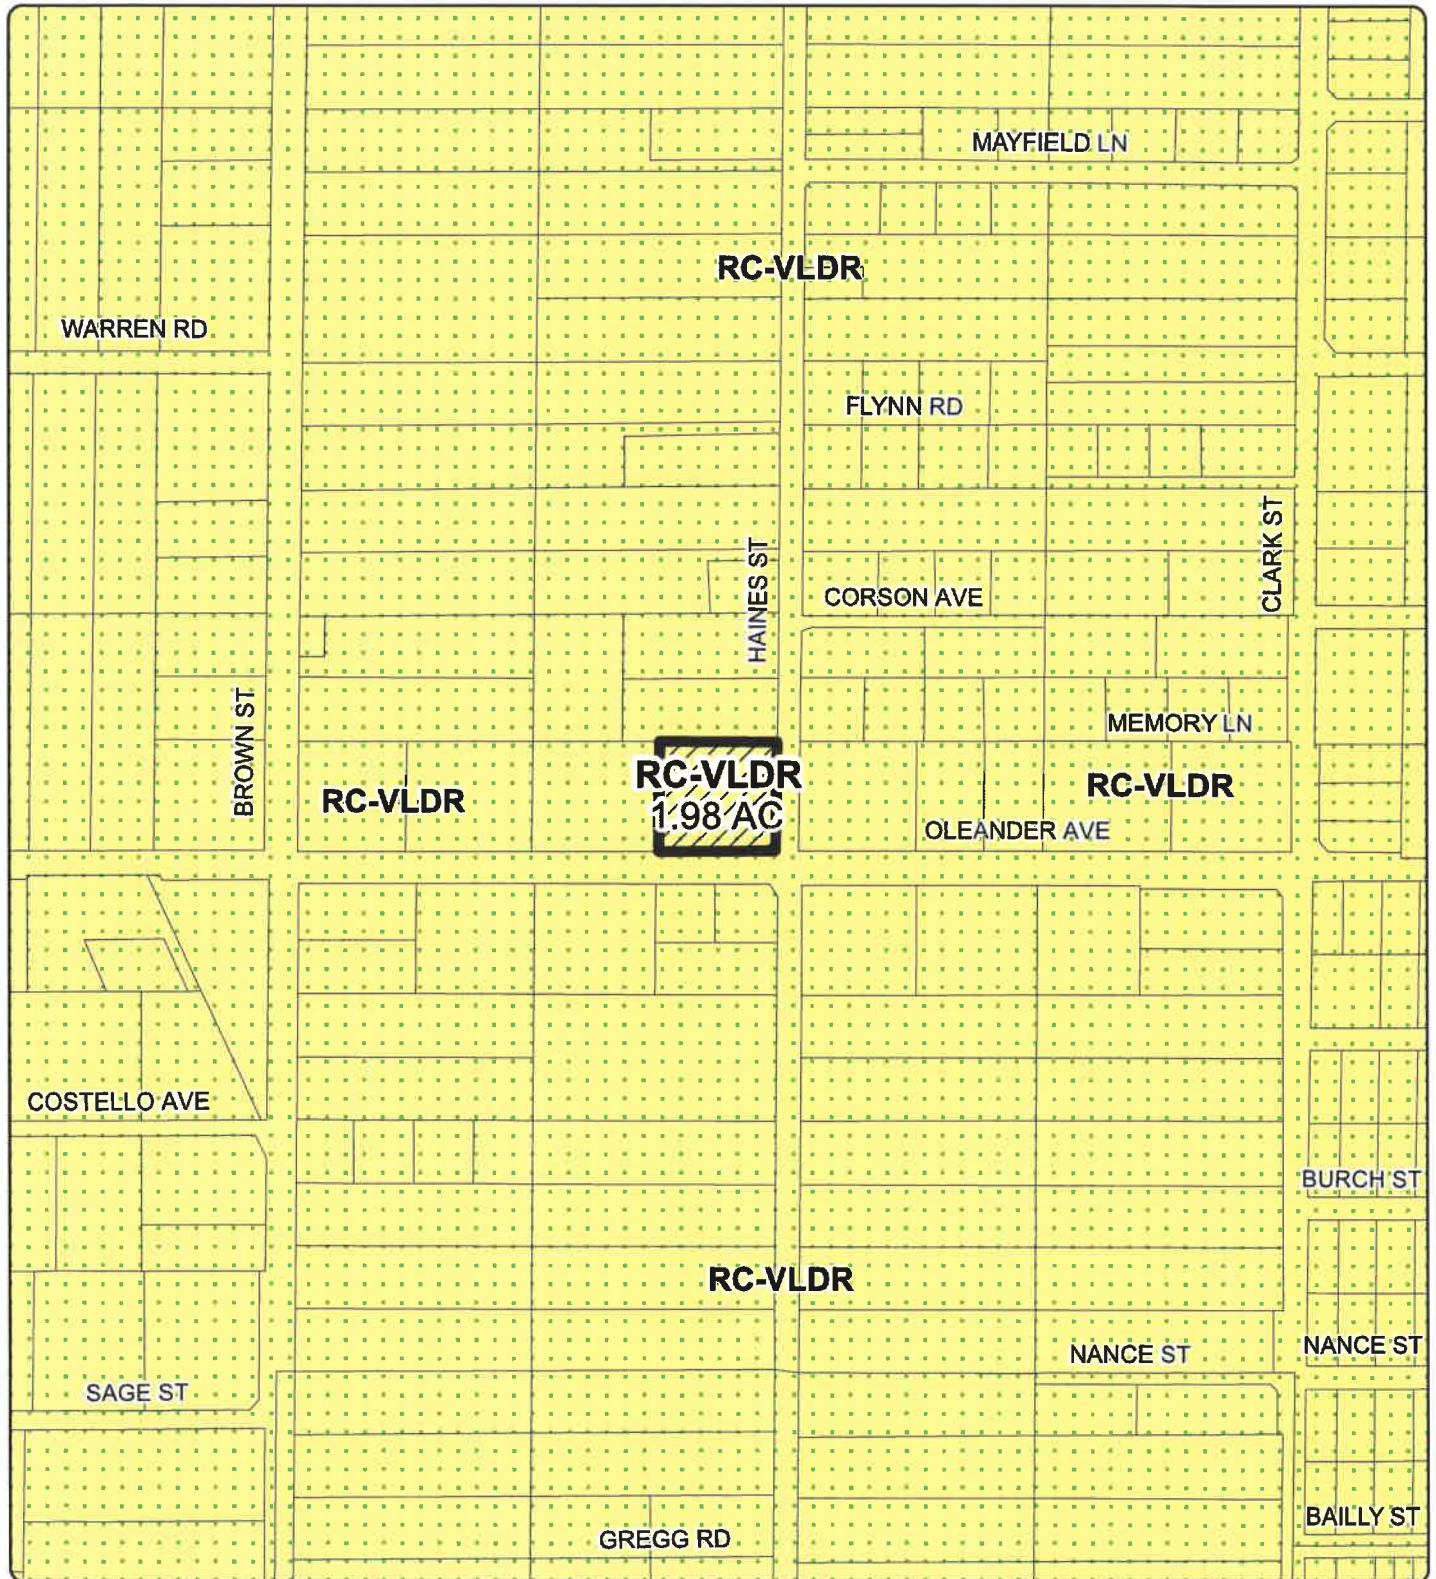 MAYFIELD LN
RC-VLDR
WARREN RD
FLYNN RD
CLARK ST
HAINES ST
CORSON AVE
BROWN ST
MEMORY LN
RC-VLDR
1.98 AC
RC-VLDR
RC-VLDR
OLEANDER AVE
COSTELLO AVE
BURCH ST
RC-VLDR
NANCE ST
NANCE ST
SAGE ST
BAILLY ST
GREGG RD